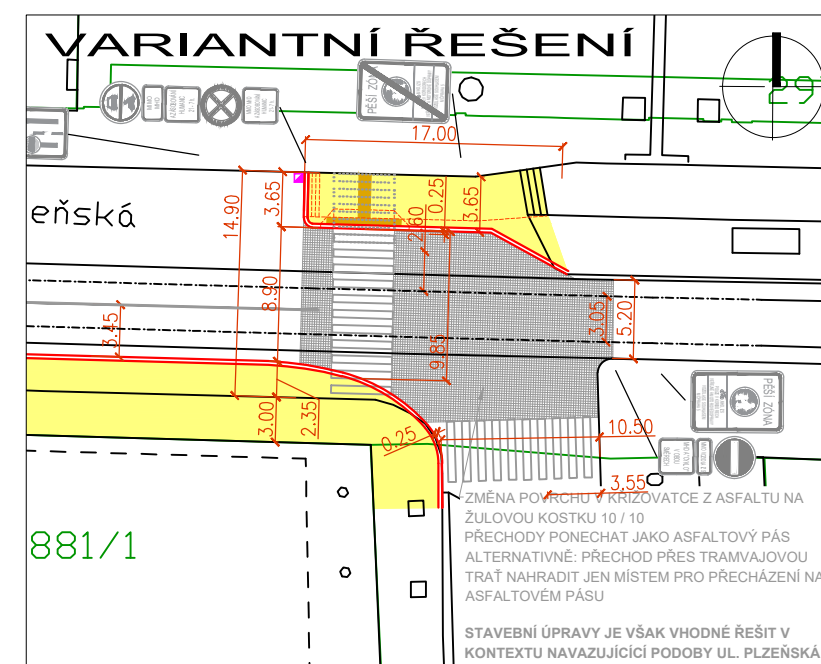 VARIANTNÍ ŘEŠENÍ
29
PĚŠÍ ZÓNA
17.00
eňská
14.90
3.65
2.60
0.25
3.65
8.90
3.45
9.85
3.05
5.20
3.00
2.35
0.25
10.50
3.55
PĚŠÍ ZÓNA
881/1
ZMĚNA POVRCHU V KŘIŽOVATCE Z ASFALTU NA
ŽULOVOU KOSTKU 10 / 10
PŘECHODY PONECHAT JAKO ASFALTOVÝ PÁS
ALTERNATIVNĚ: PŘECHOD PŘES TRAMVAJOVOU
TRAŤ NAHRADIT JEN MÍSTEM PRO PŘECHÁZENÍ NA
ASFALTOVÉM PÁSU
STAVEBNÍ ÚPRAVY JE VŠAK VHODNÉ ŘEŠIT V
KONTEXTU NAVAZUJÍCÍCÍ PODOBY UL. PLZEŇSKÁ